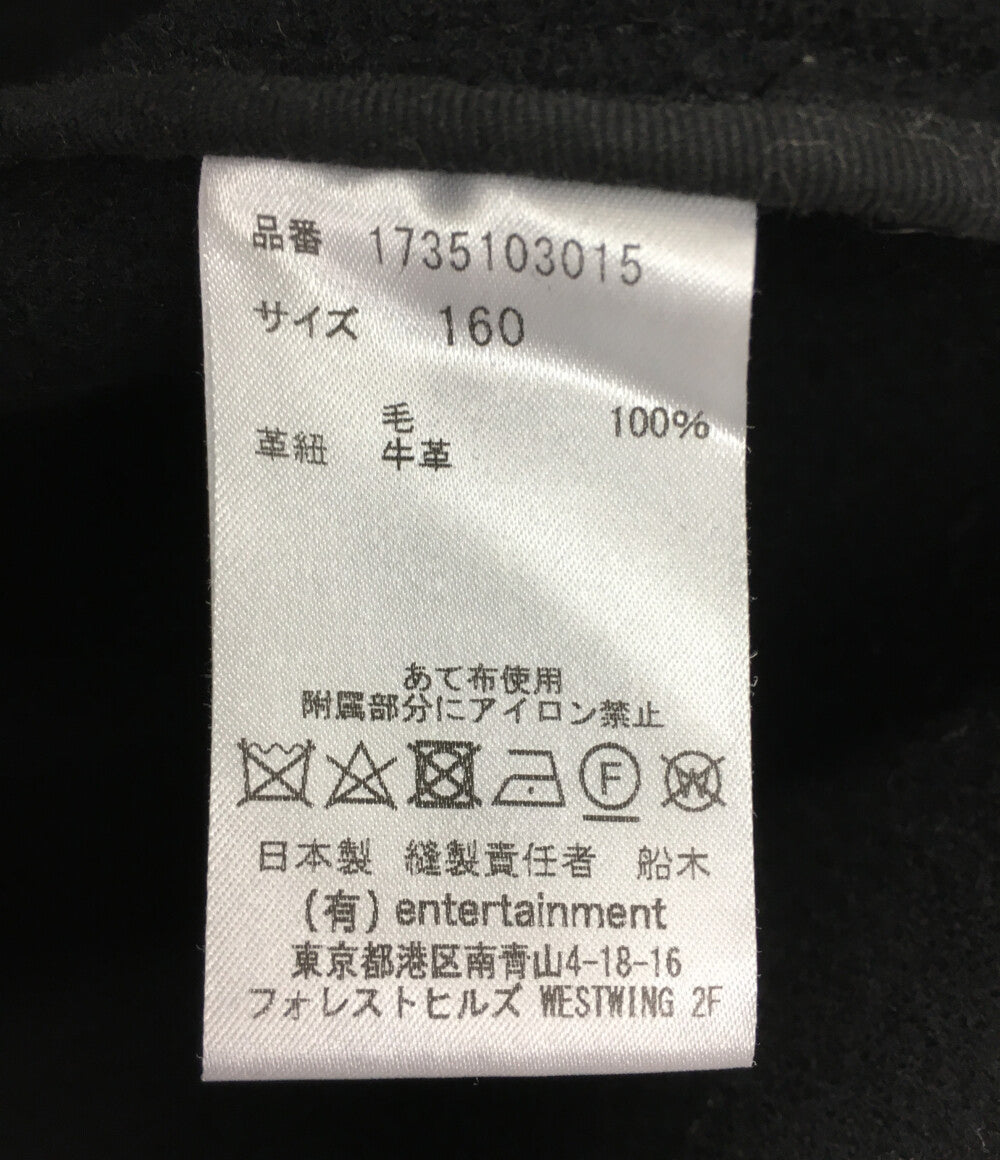 品番 1735103015
サイズ 160
毛 100%
革紐 牛革
あて布使用
附属部分にアイロン禁止
F W
日本製 縫製責任者 船木
(有) entertainment
東京都港区南青山4-18-16
フォレストヒルズ WESTWING 2F